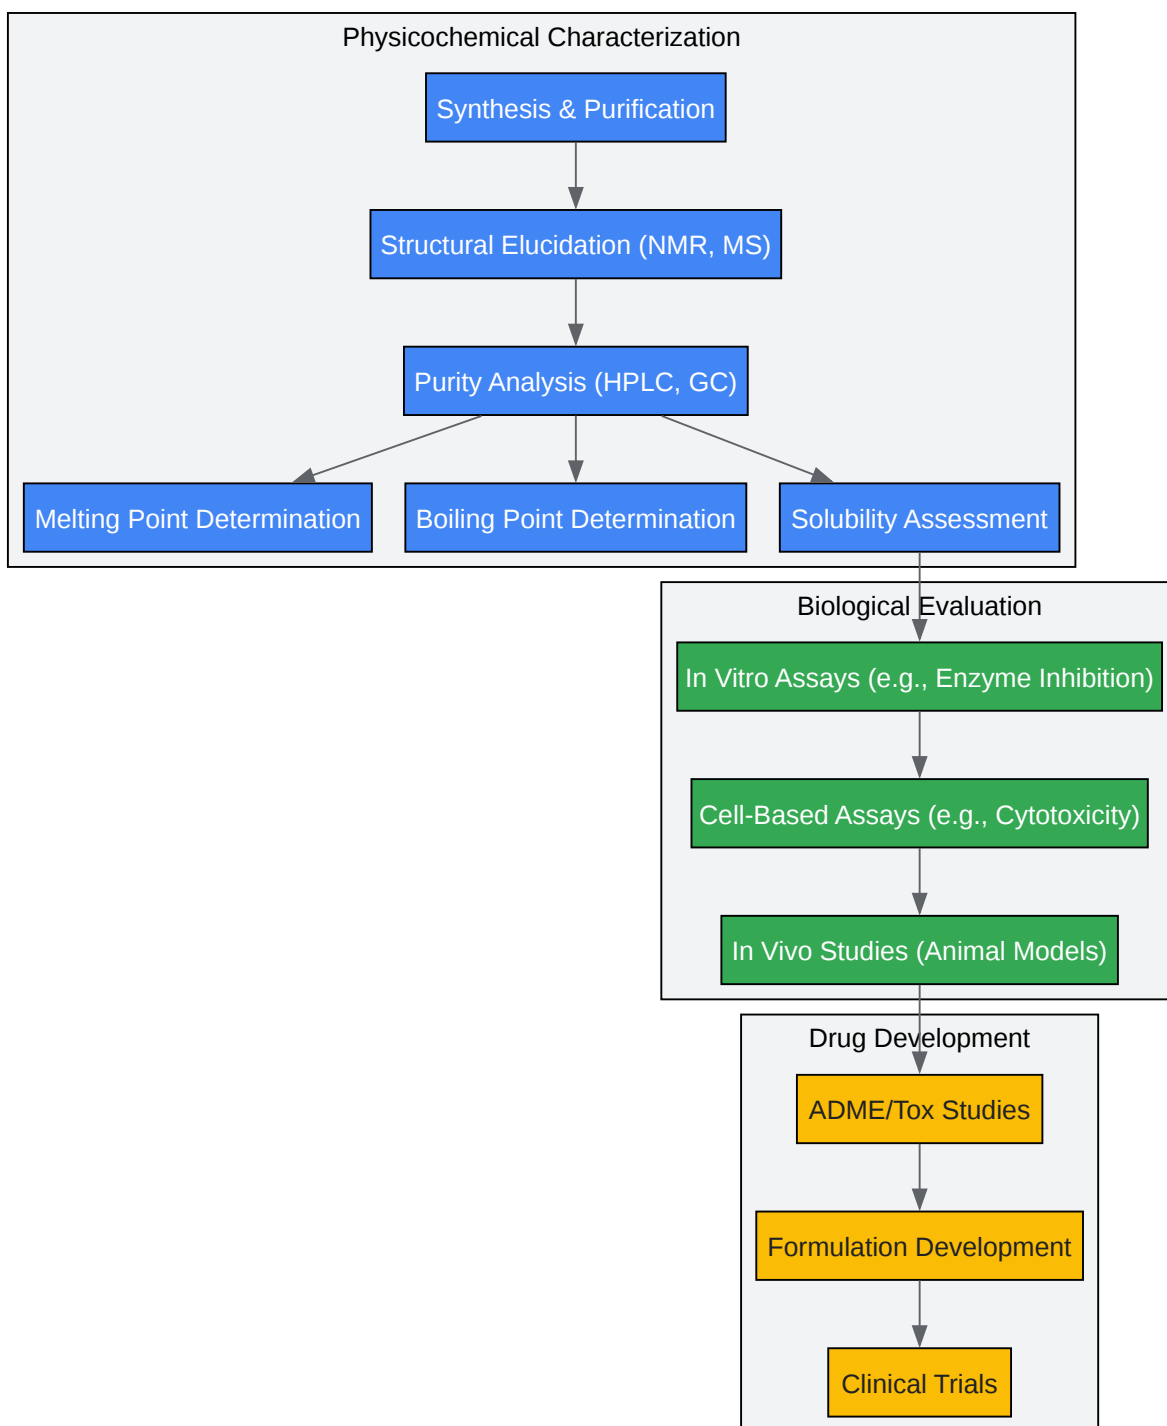 Physicochemical Characterization
Synthesis & Purification
Structural Elucidation (NMR, MS)
Purity Analysis (HPLC, GC)
Melting Point Determination
Boiling Point Determination
Solubility Assessment
Biological Evaluation
In Vitro Assays (e.g., Enzyme Inhibition)
Cell-Based Assays (e.g., Cytotoxicity)
In Vivo Studies (Animal Models)
Drug Development
ADME/Tox Studies
Formulation Development
Clinical Trials